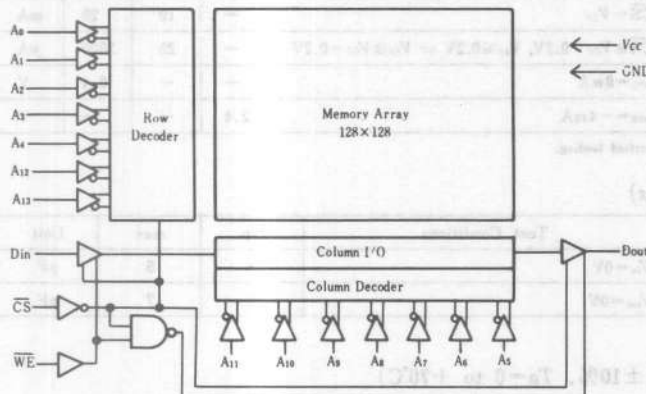 A0
A1
A2
A3
A4
A12
A13
Row
Decoder
Memory Array
128×128
Vcc
GND
Din
Column I/O
Dout
Column Decoder
CS
WE
A11
A10
A9
A8
A7
A6
A5